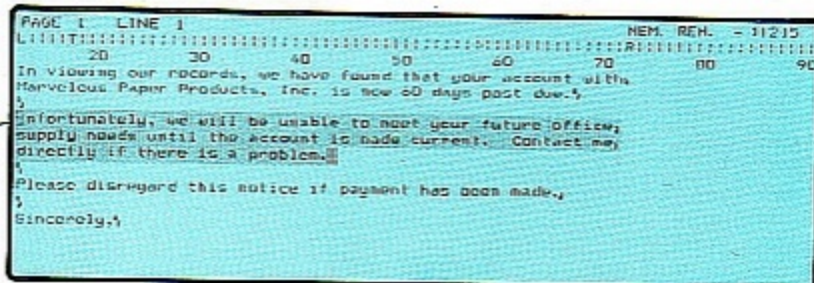 PAGE 1 LINE 1
MEM. REM. - 11215
20 30 40 50 60 70 80 90
In viewing our records, we have found that your account with
Marvelous Paper Products, Inc. is now 60 days past due.
Unfortunately, we will be unable to meet your future office
supply needs until the account is made current. Contact me
directly if there is a problem.
Please disregard this notice if payment has been made.
Sincerely,